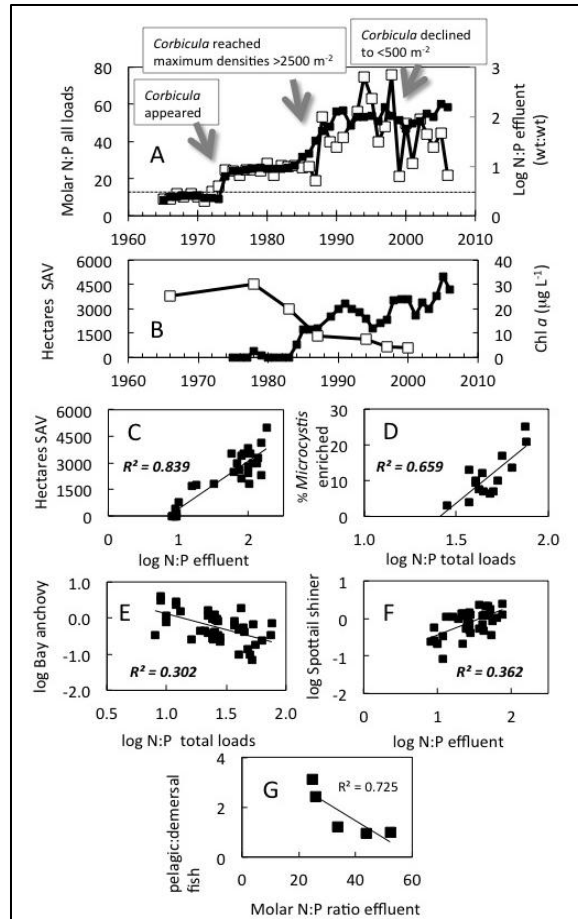 Corbicula reached
maximum densities >2500 m-2
Corbicula declined
to <500 m-2
Corbicula
appeared
Molar N:P all loads
80
60
40
20
0
A
3
2
1
0
Log N:P effluent
(wt:wt)
1960 1970 1980 1990 2000 2010
Hectares SAV
6000
4500
3000
1500
0
B
40
30
20
10
0
Chl a (µg L-1)
1960 1970 1980 1990 2000 2010
Hectares SAV
6000
4500
3000
1500
0
C
R² = 0.839
0 1 2
log N:P effluent
% Microcystis
enriched
30
20
10
0
D
R² = 0.659
1.0 1.5 2.0
log N:P total loads
log Bay anchovy
1.0
0.0
-1.0
-2.0
E
R² = 0.302
0.5 1.0 1.5 2.0
log N:P total loads
log Spottail shiner
1
0
-1
-2
F
R² = 0.362
0 1 2
log N:P effluent
pelagic:demersal
fish
4
2
0
G
R² = 0.725
0 20 40 60
Molar N:P ratio effluent